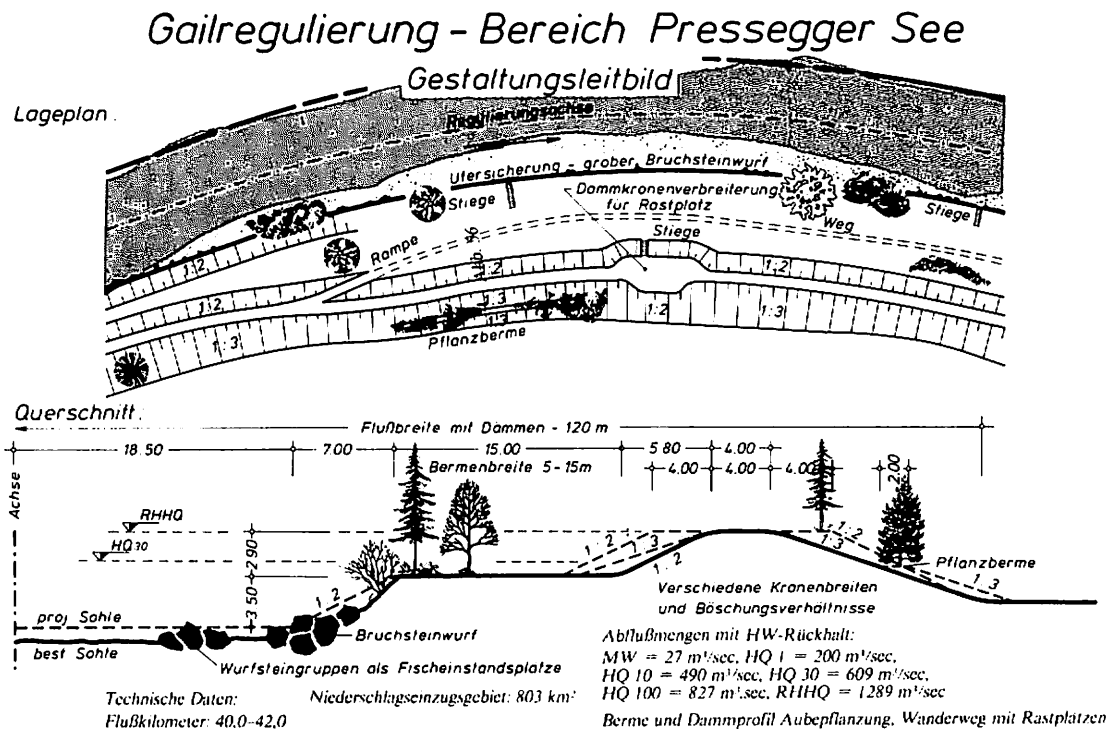 Gailregulierung - Bereich Pressegger See
Gestaltungsleitbild
Lageplan.
Regulierungsachse
Ufersicherung - grober, Bruchsteinwurf
Dammkronenverbreiterung
für Rastplatz
Stiege
Stiege
Weg
Stiege
Rampe
1:2
1:2
1:2
1:2
1:3
1:3
1:3
1:2
1:3
Pflanzberme
Querschnitt:
Flußbreite mit Dämmen - 120 m
18.50
7.00
15.00
5.80
4.00
Bermenbreite 5-15m
4.00
4.00
4.00
2.00
Achse
RHHQ
HQ 30
2.90
3.50
1:2
1:2
1:3
1:2
1:2
1:3
1:3
Pflanzberme
proj Sohle
best Sohle
Bruchsteinwurf
Wurfsteingruppen als Fischeinstandsplätze
Verschiedene Kronenbreiten
und Böschungsverhältnisse
Abflußmengen mit HW-Rückhalt:
MW = 27 m³/sec, HQ 1 = 200 m³/sec,
HQ 10 = 490 m³/sec, HQ 30 = 609 m³/sec,
HQ 100 = 827 m³.sec, RHHQ = 1289 m³/sec
Technische Daten:
Niederschlagseinzugsgebiet: 803 km²
Flußkilometer: 40,0-42,0
Berme und Dammprofil Aubepflanzung, Wanderweg mit Rastplätzen